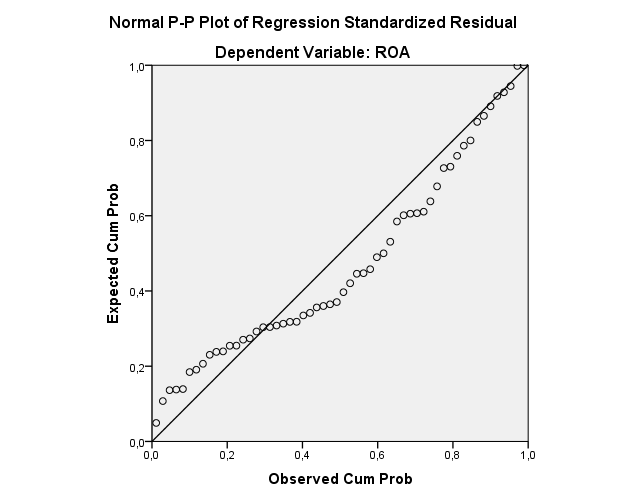 Normal P-P Plot of Regression Standardized Residual
Dependent Variable: ROA
1,0
0,8
0,6
0,4
0,2
0,0
Expected Cum Prob
0,0 0,2 0,4 0,6 0,8 1,0
Observed Cum Prob